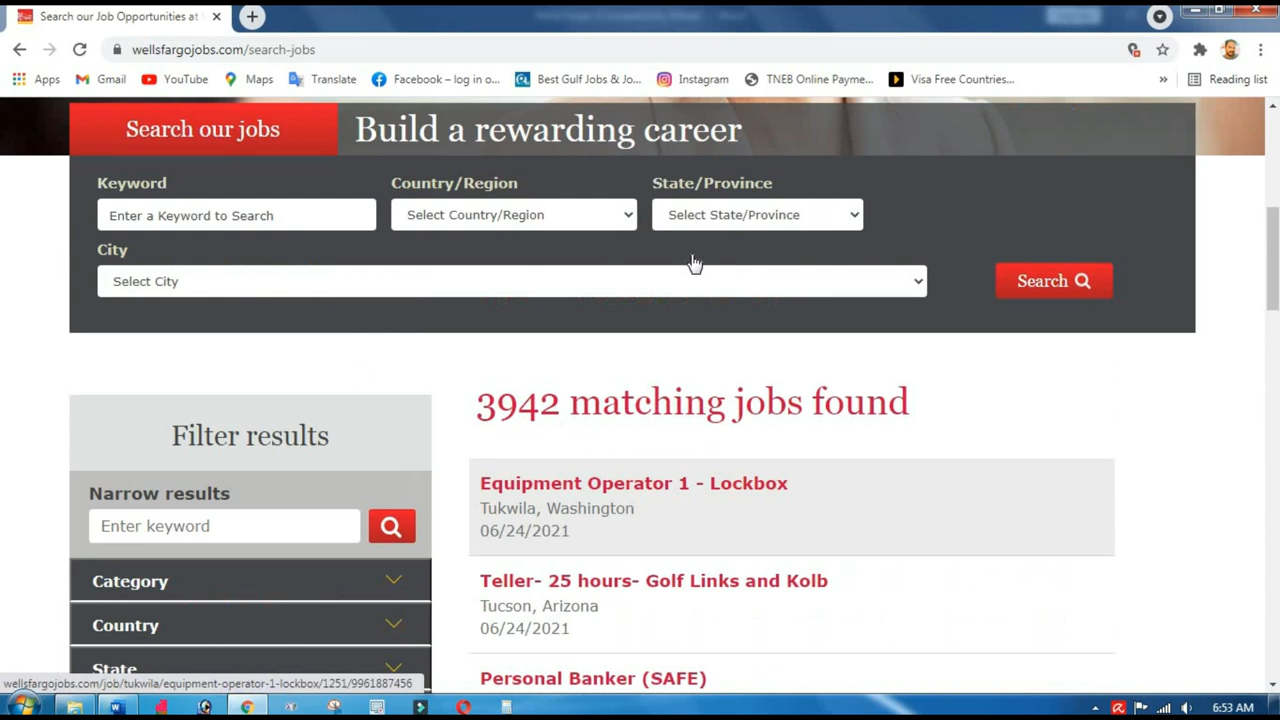 Search our Job Opportunities at
wellsfargojobs.com/search-jobs
Apps Gmail YouTube Maps Translate Facebook – log in o... Best Gulf Jobs & Jo... Instagram TNEB Online Payme... Visa Free Countries... » Reading list
Search our jobs Build a rewarding career
Keyword Country/Region State/Province
Enter a Keyword to Search Select Country/Region Select State/Province
City
Select City Search
3942 matching jobs found
Filter results
Narrow results
Enter keyword
Category
Country
State
Equipment Operator 1 - Lockbox
Tukwila, Washington
06/24/2021
Teller- 25 hours- Golf Links and Kolb
Tucson, Arizona
06/24/2021
Personal Banker (SAFE)
wellsfargojobs.com/job/tukwila/equipment-operator-1-lockbox/1251/9961887456
6:53 AM